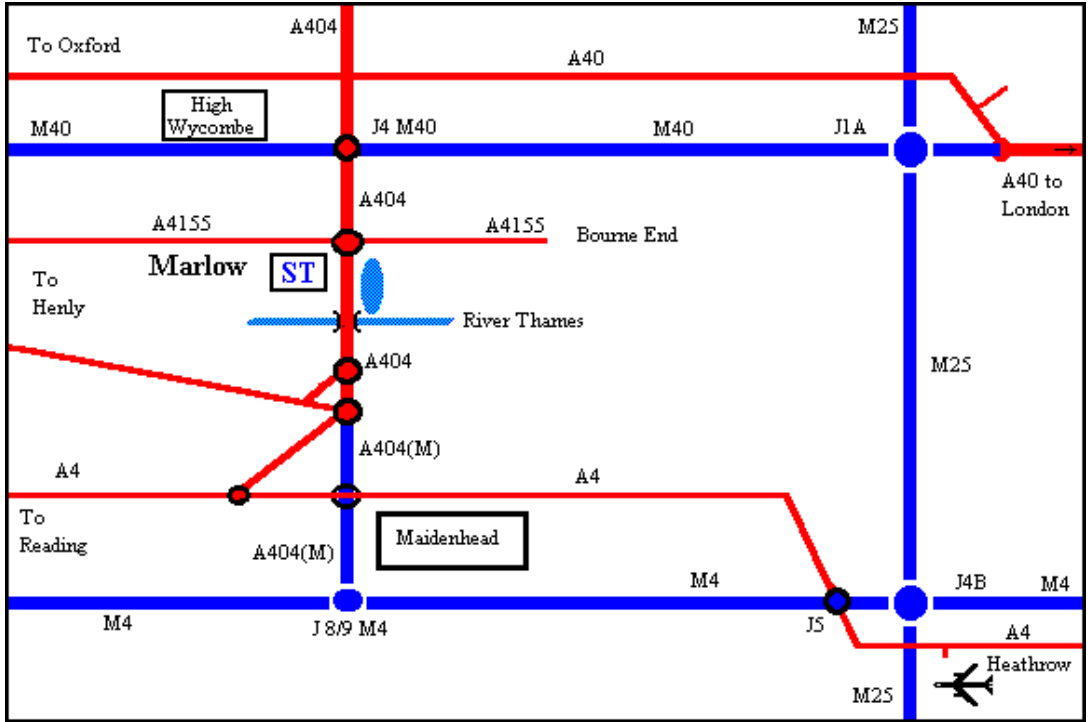 A404
M25
To Oxford
A40
High
Wycombe
M40
J4 M40
M40
J1A
A40 to
London
A404
A4155
A4155
Bourne End
Marlow
ST
To
Henly
River Thames
A404
M25
A404(M)
A4
A4
To
Reading
Maidenhead
A404(M)
M4
J4B
M4
M4
J 8/9 M4
J5
A4
Heathrow
M25